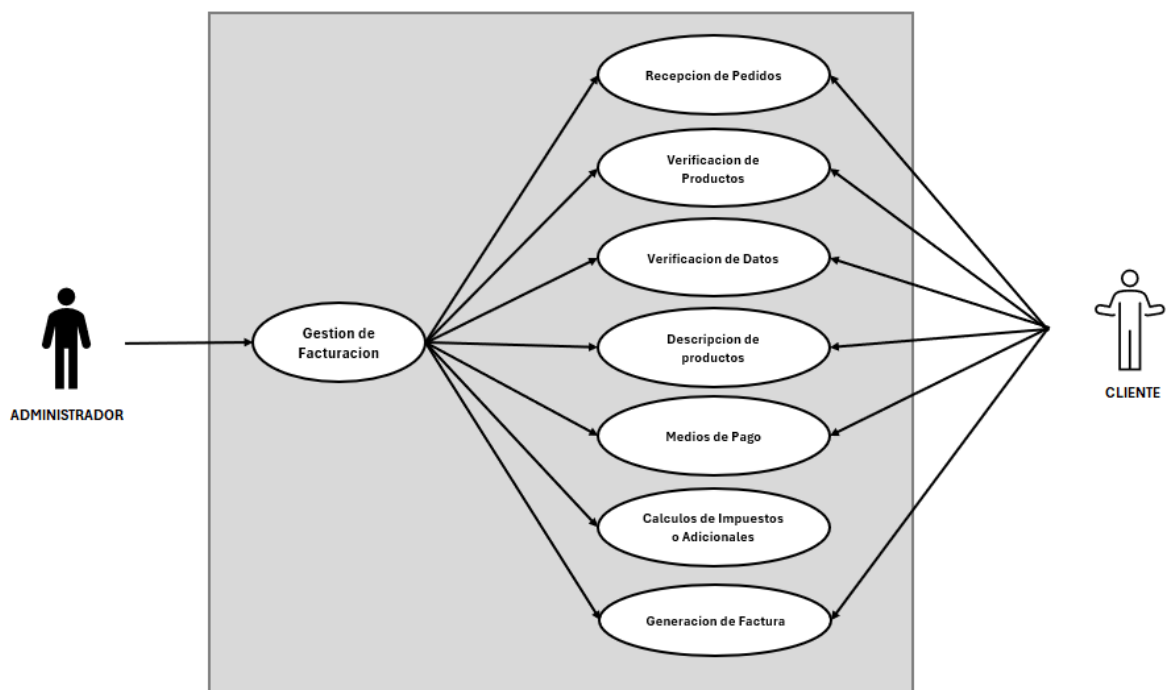 Recepcion de Pedidos
Verificacion de
Productos
Verificacion de Datos
Gestion de
Facturacion
Descripcion de
productos
ADMINISTRADOR
CLIENTE
Medios de Pago
Calculos de Impuestos
o Adicionales
Generacion de Factura